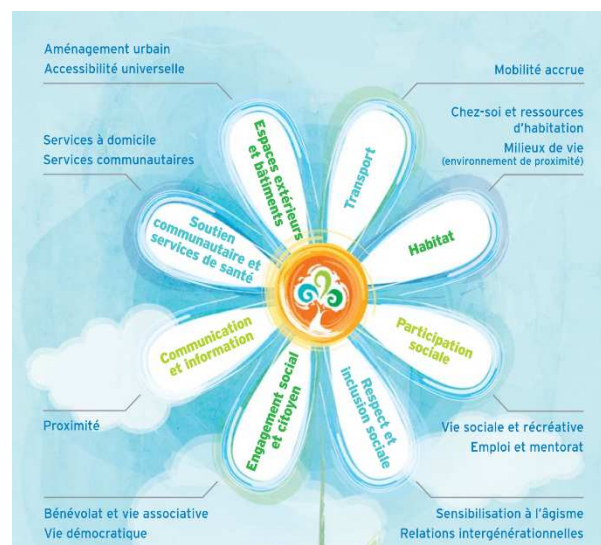 Aménagement urbain
Accessibilité universelle
Mobilité accrue
Chez-soi et ressources
d'habitation
Milieux de vie
(environnement de proximité)
Services à domicile
Services communautaires
Espaces extérieurs
et bâtiments
Transport
Soutien
communautaire et
services de santé
Habitat
Communication
et information
Participation
sociale
Engagement social
et citoyen
Respect et
inclusion sociale
Proximité
Vie sociale et récréative
Emploi et mentorat
Bénévolat et vie associative
Vie démocratique
Sensibilisation à l'âgisme
Relations intergénérationnelles